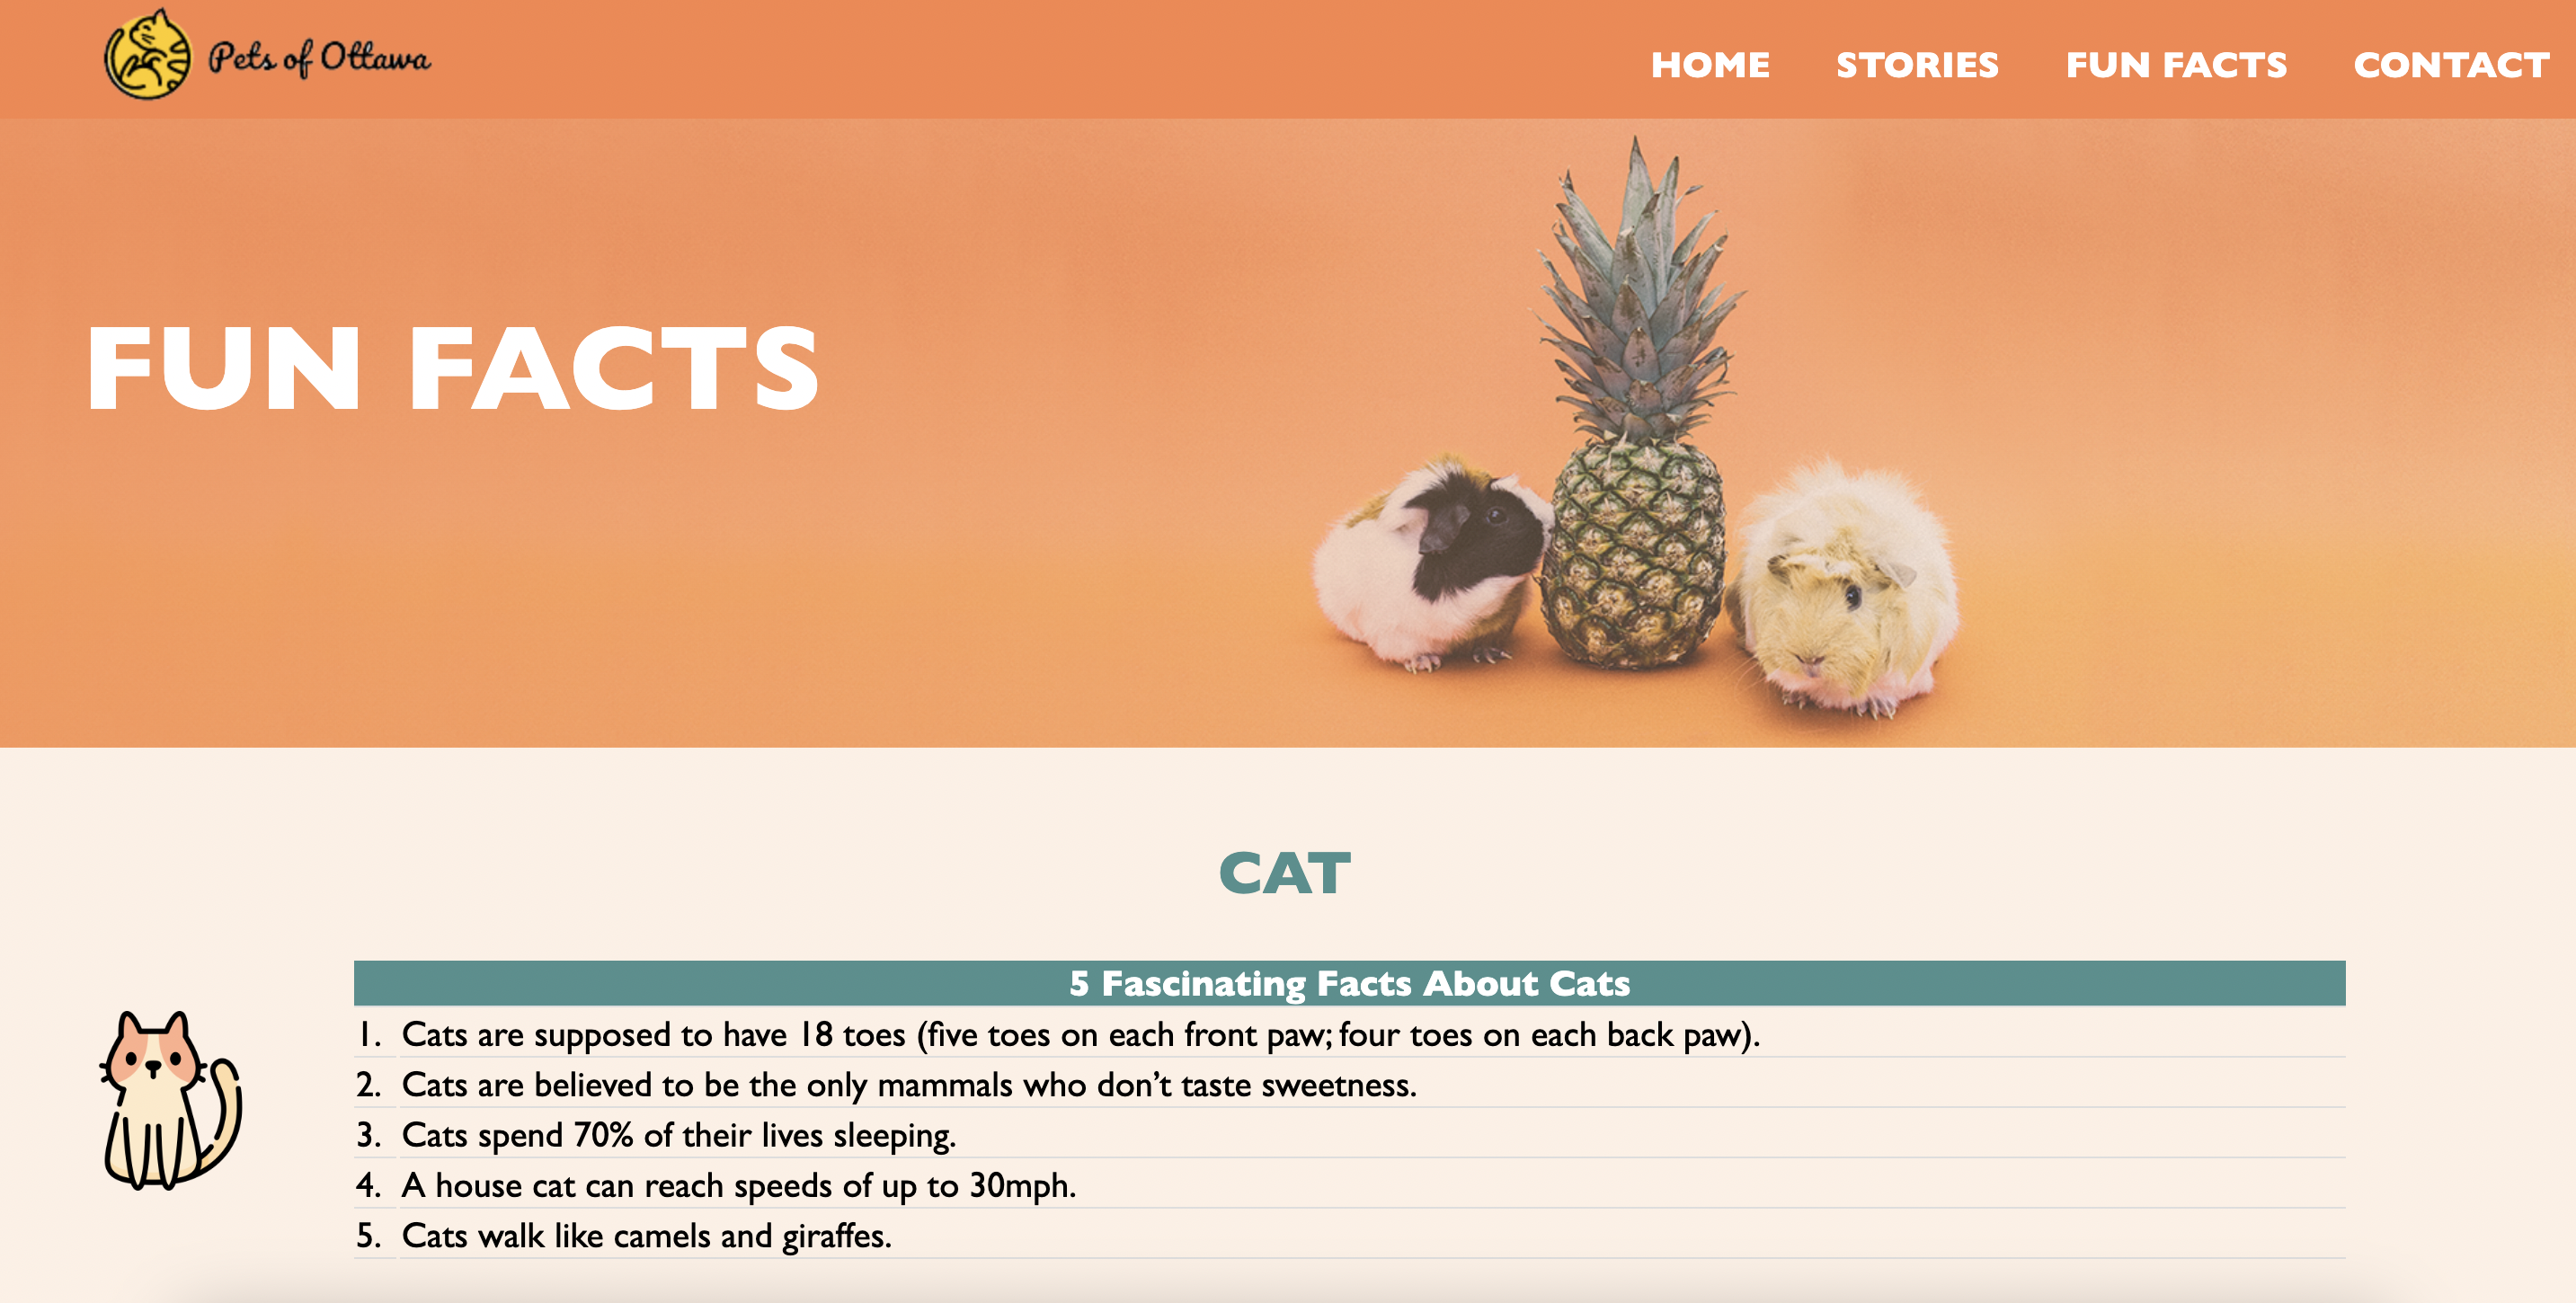 Pets of Ottawa
HOME STORIES FUN FACTS CONTACT
FUN FACTS
CAT
5 Fascinating Facts About Cats
1. Cats are supposed to have 18 toes (five toes on each front paw; four toes on each back paw).
2. Cats are believed to be the only mammals who don’t taste sweetness.
3. Cats spend 70% of their lives sleeping.
4. A house cat can reach speeds of up to 30mph.
5. Cats walk like camels and giraffes.